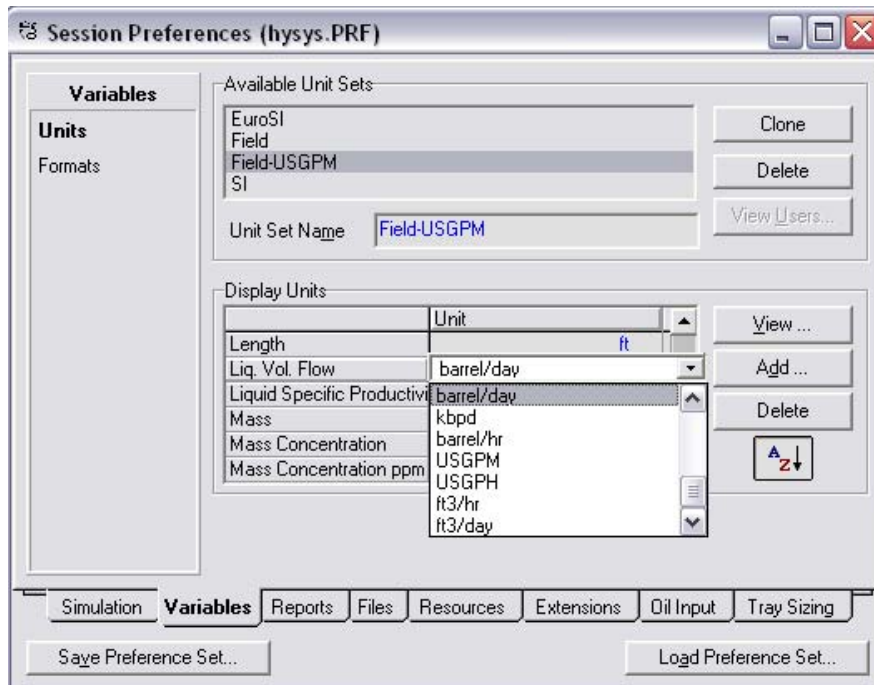 Session Preferences (hysys.PRF)
Variables
Units
Formats
Available Unit Sets
EuroSI
Field
Field-USGPM
SI
Unit Set Name Field-USGPM
Clone
Delete
View Users...
Display Units
Unit
Length ft
Liq. Vol. Flow barrel/day
Liquid Specific Productivi
Mass
Mass Concentration
Mass Concentration ppm
barrel/day
kbpd
barrel/hr
USGPM
USGPH
ft3/hr
ft3/day
View ...
Add ...
Delete
AZ
Simulation Variables Reports Files Resources Extensions Oil Input Tray Sizing
Save Preference Set... Load Preference Set...